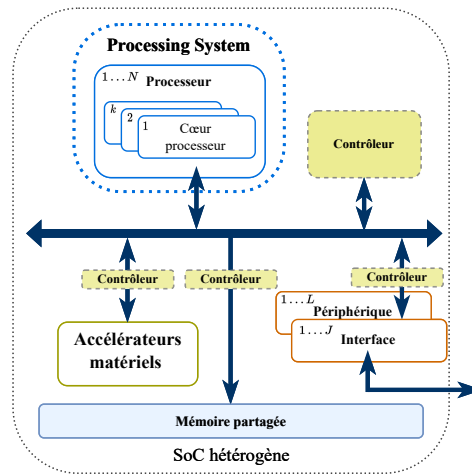 Processing System
1...N
Processeur
k
2
1
Cœur
processeur
Contrôleur
Contrôleur
Contrôleur
Contrôleur
1...L
Périphérique
1...J
Interface
Accélérateurs
matériels
Mémoire partagée
SoC hétérogène